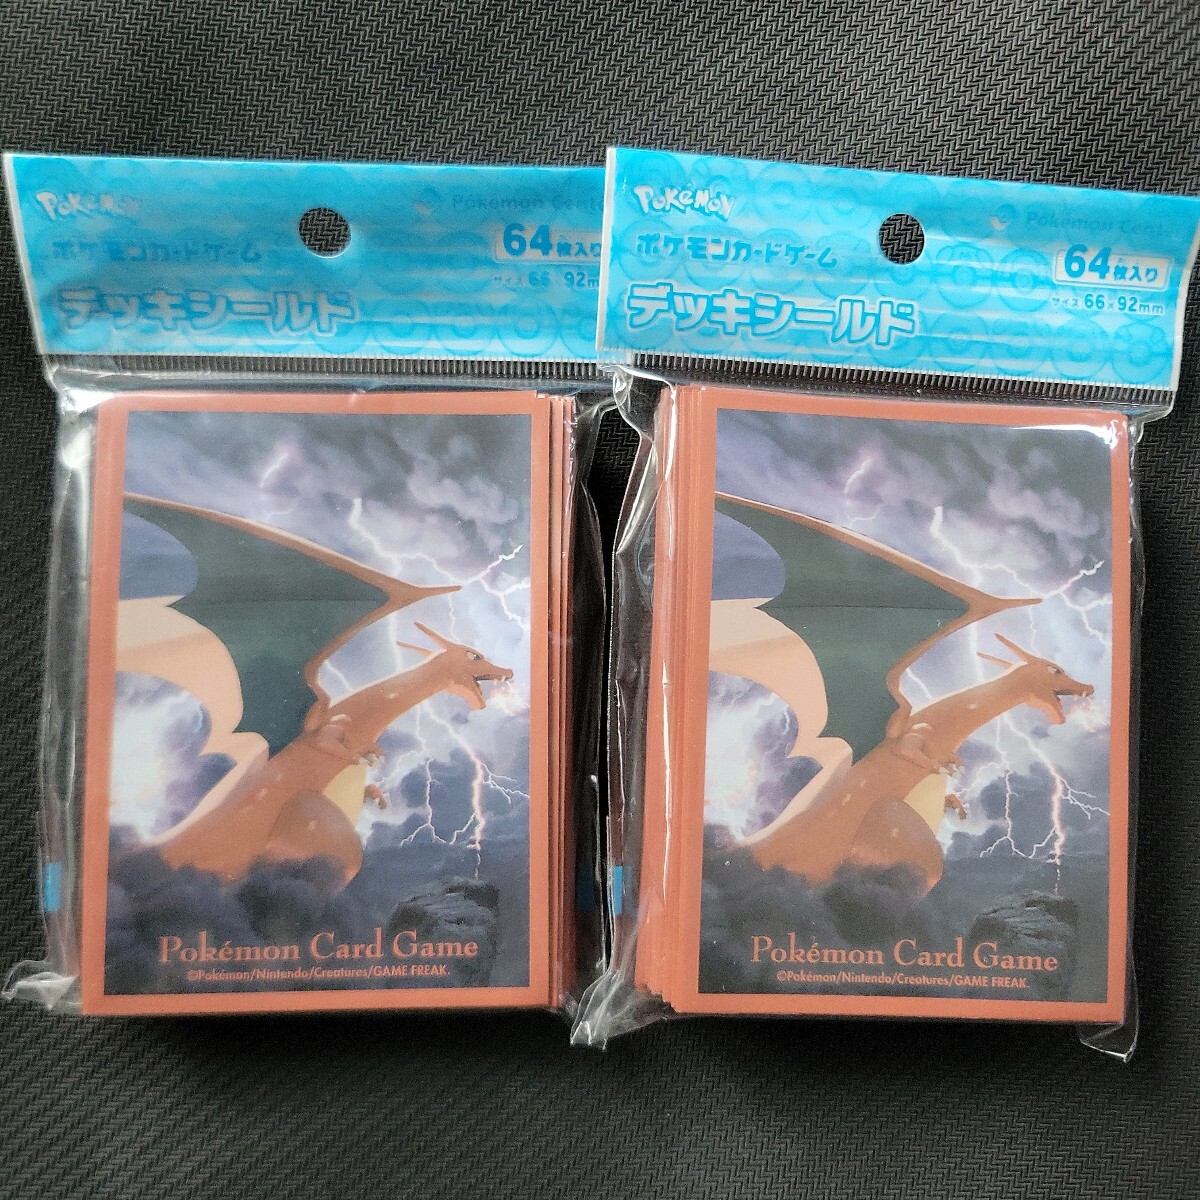 Pokémon
Pokémon Cent
ポケモンカードゲーム
64枚入り
サイズ 66×92m
デッキシールド
Pokémon Card Game
©Pokémon/Nintendo/Creatures/GAME FREAK.
Pokémon
Pokémon Cent
ポケモンカードゲーム
64枚入り
サイズ 66×92mm
デッキシールド
Pokémon Card Game
©Pokémon/Nintendo/Creatures/GAME FREAK.